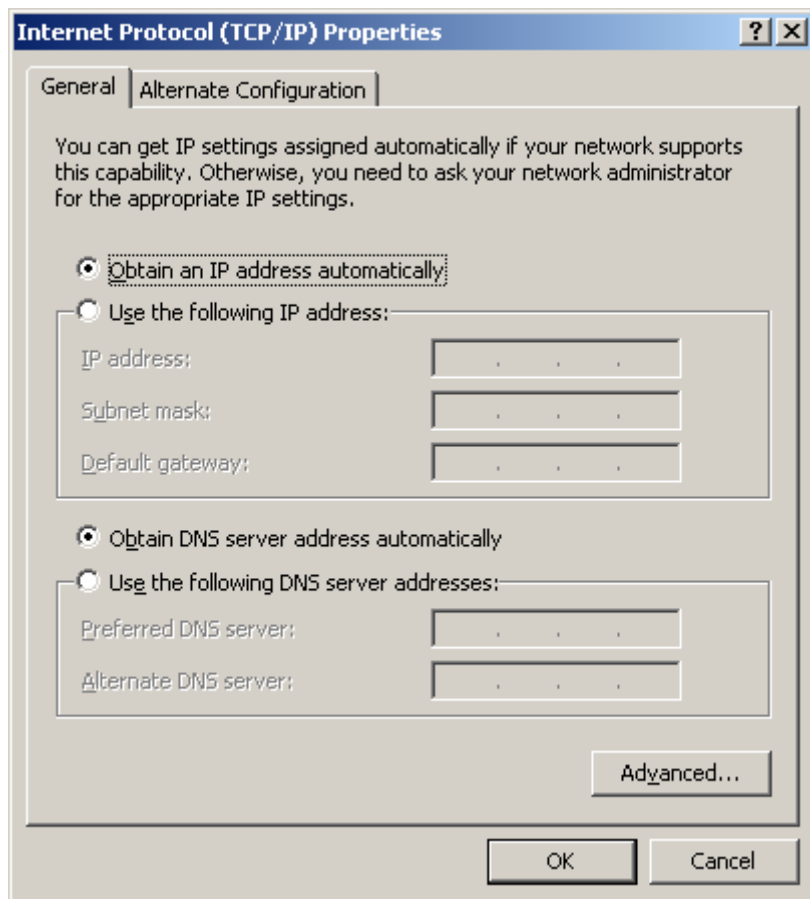 Internet Protocol (TCP/IP) Properties
General
Alternate Configuration
You can get IP settings assigned automatically if your network supports
this capability. Otherwise, you need to ask your network administrator
for the appropriate IP settings.
Obtain an IP address automatically
Use the following IP address:
IP address:
Subnet mask:
Default gateway:
Obtain DNS server address automatically
Use the following DNS server addresses:
Preferred DNS server:
Alternate DNS server:
Advanced...
OK
Cancel